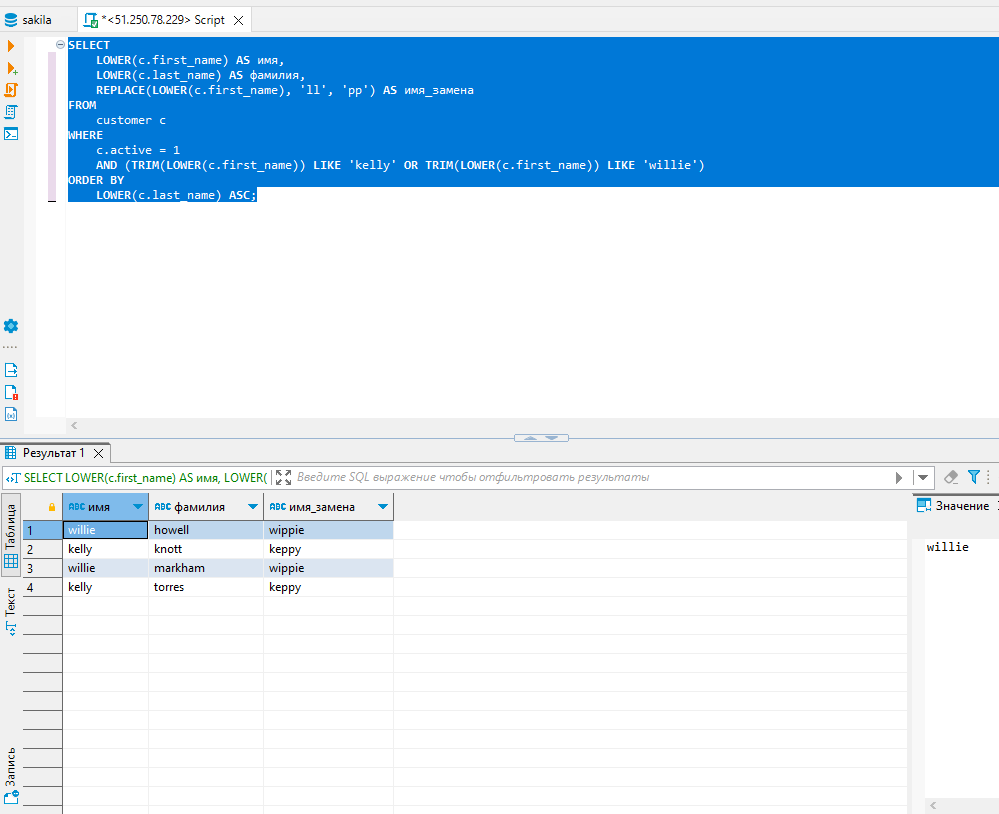 sakila
*<51.250.78.229> Script
SELECT
LOWER(c.first_name) AS имя,
LOWER(c.last_name) AS фамилия,
REPLACE(LOWER(c.first_name), 'll', 'pp') AS имя_замена
FROM
customer c
WHERE
c.active = 1
AND (TRIM(LOWER(c.first_name)) LIKE 'kelly' OR TRIM(LOWER(c.first_name)) LIKE 'willie')
ORDER BY
LOWER(c.last_name) ASC;
Результат 1
SELECT LOWER(c.first_name) AS имя, LOWER( Введите SQL выражение чтобы отфильтровать результаты
Таблица
Текст
Запись
ABC имя ABC фамилия ABC имя_замена
1 willie howell wippie
2 kelly knott keppy
3 willie markham wippie
4 kelly torres keppy
Значение
willie